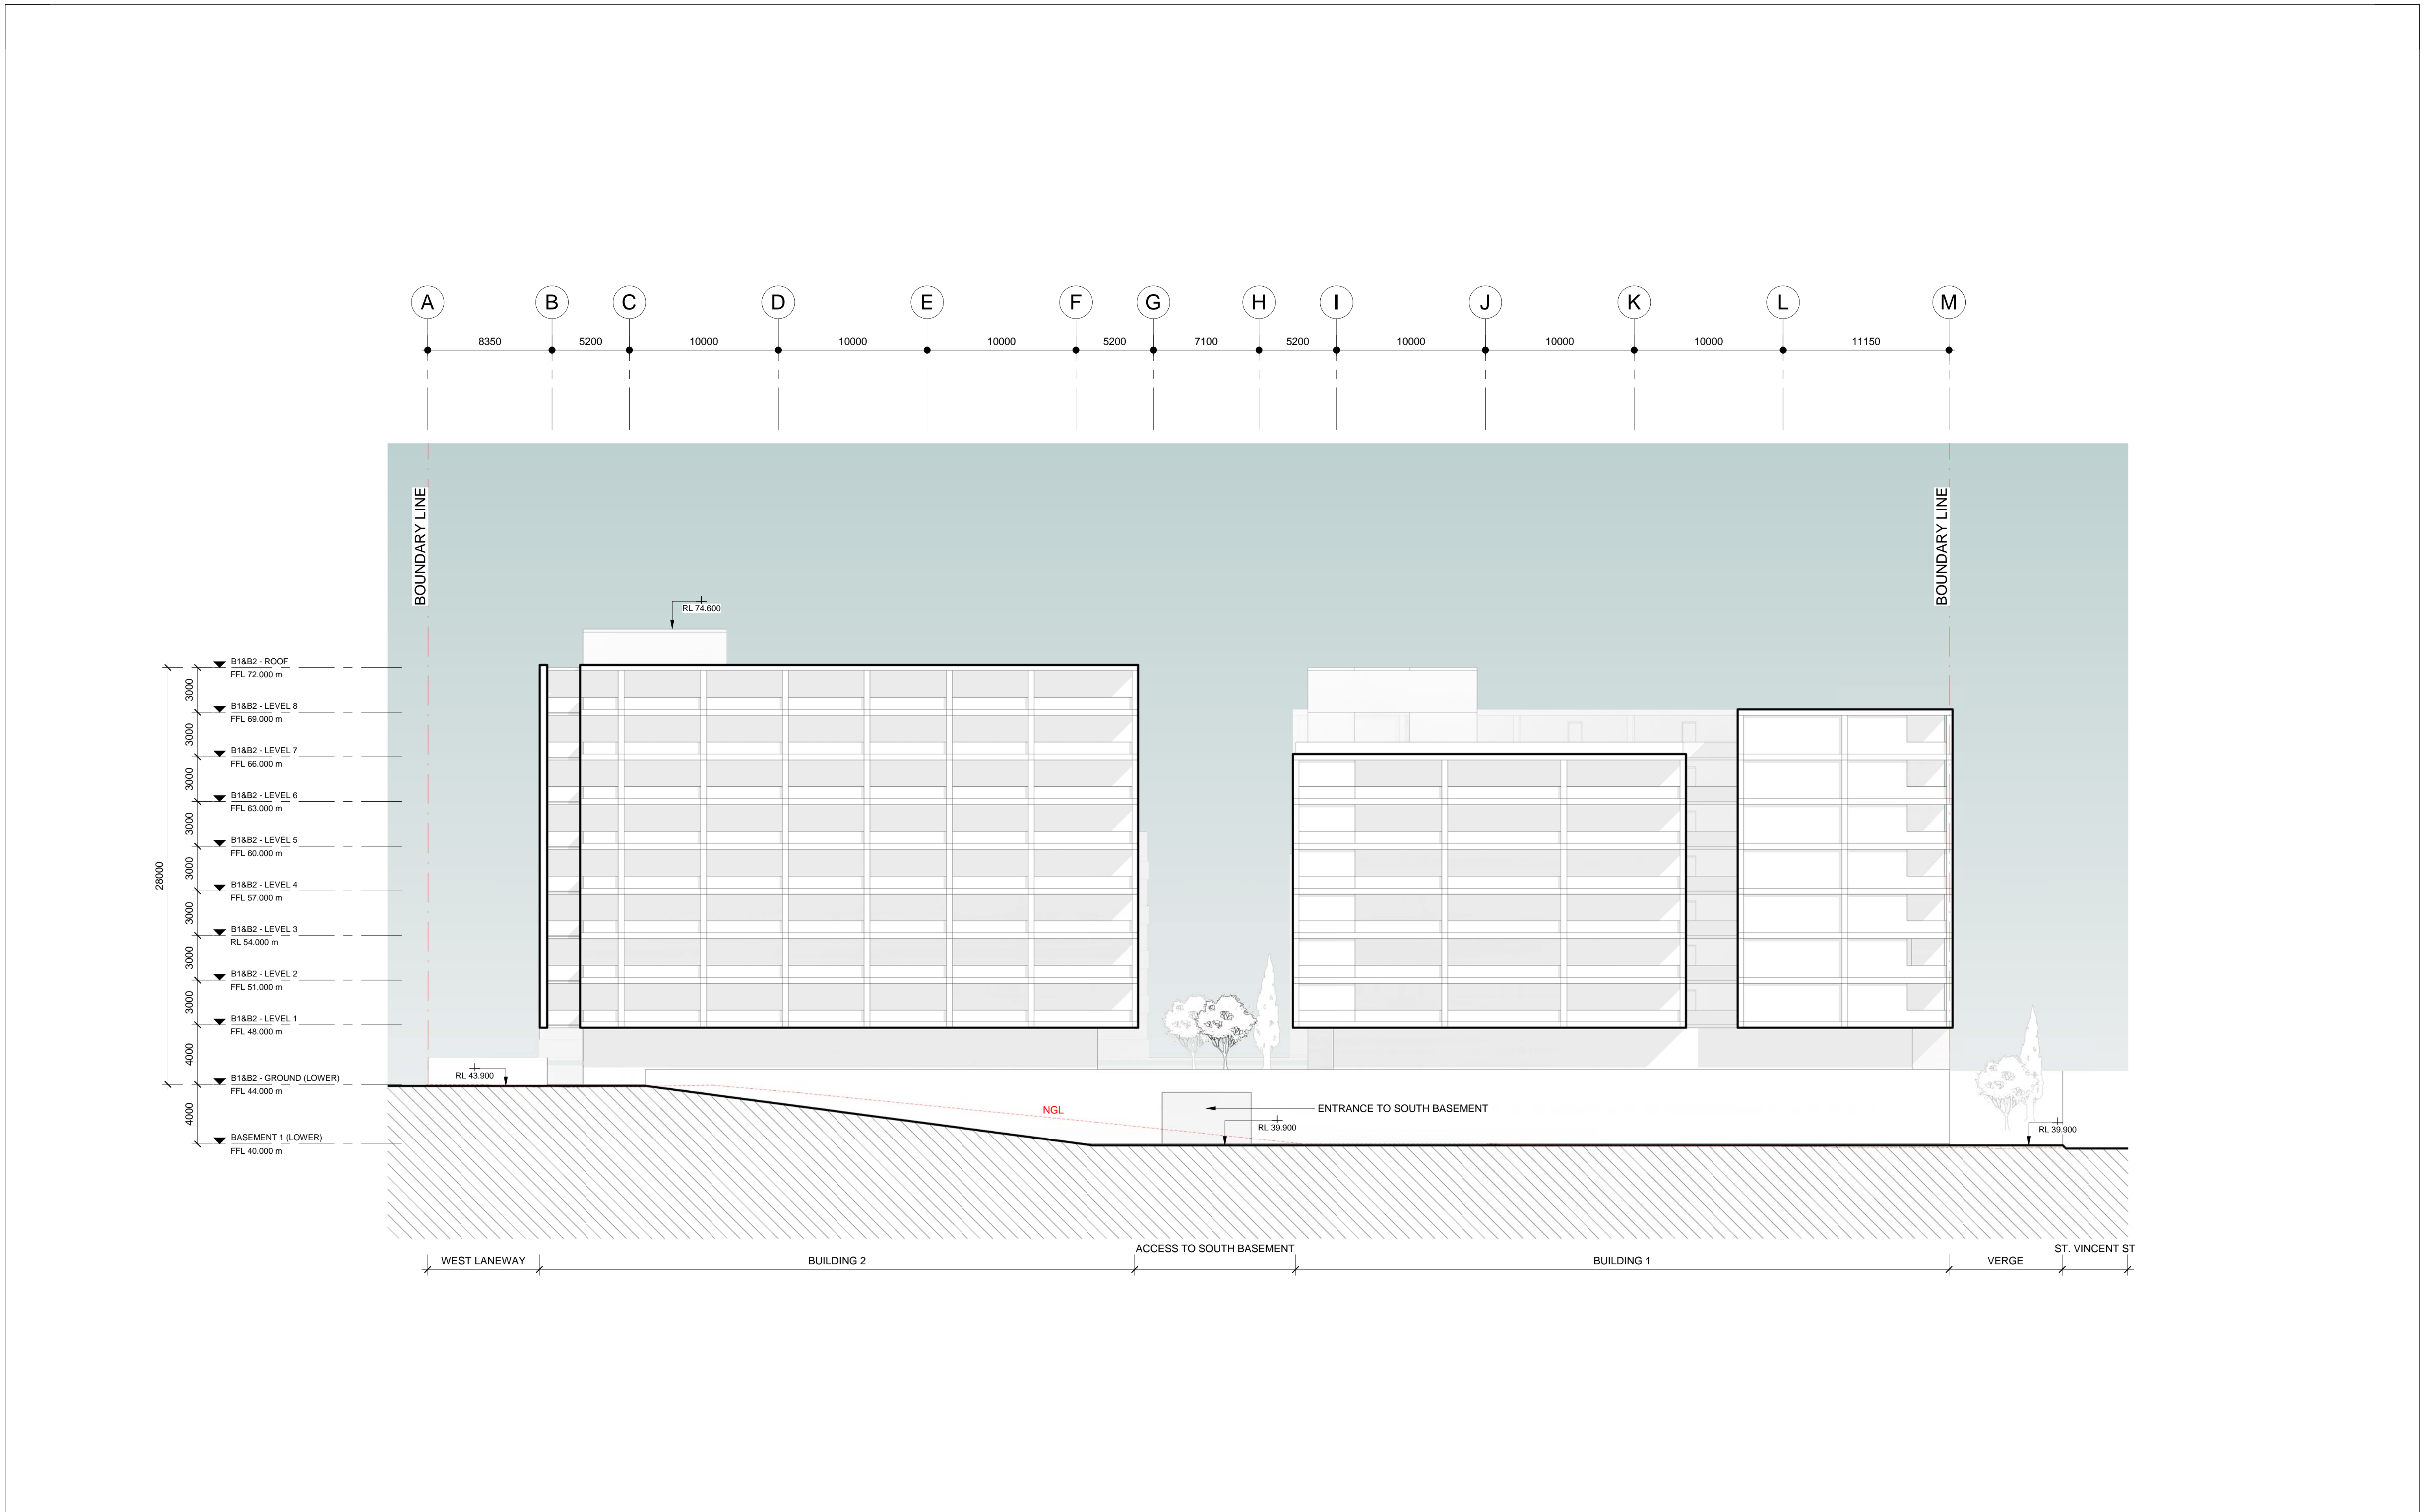 A B C D E F G H I J K L M
8350 5200 10000 10000 10000 5200 7100 5200 10000 10000 10000 11150
BOUNDARY LINE
BOUNDARY LINE
RL 74.600
B1&B2 - ROOF
FFL 72.000 m
3000
B1&B2 - LEVEL 8
FFL 69.000 m
3000
B1&B2 - LEVEL 7
FFL 66.000 m
3000
B1&B2 - LEVEL 6
FFL 63.000 m
3000
B1&B2 - LEVEL 5
FFL 60.000 m
3000
28000
B1&B2 - LEVEL 4
FFL 57.000 m
3000
B1&B2 - LEVEL 3
RL 54.000 m
3000
B1&B2 - LEVEL 2
FFL 51.000 m
3000
B1&B2 - LEVEL 1
FFL 48.000 m
4000
B1&B2 - GROUND (LOWER)
FFL 44.000 m
4000
BASEMENT 1 (LOWER)
FFL 40.000 m
RL 43.900
NGL
ENTRANCE TO SOUTH BASEMENT
RL 39.900
RL 39.900
WEST LANEWAY
BUILDING 2
ACCESS TO SOUTH BASEMENT
BUILDING 1
VERGE
ST. VINCENT ST